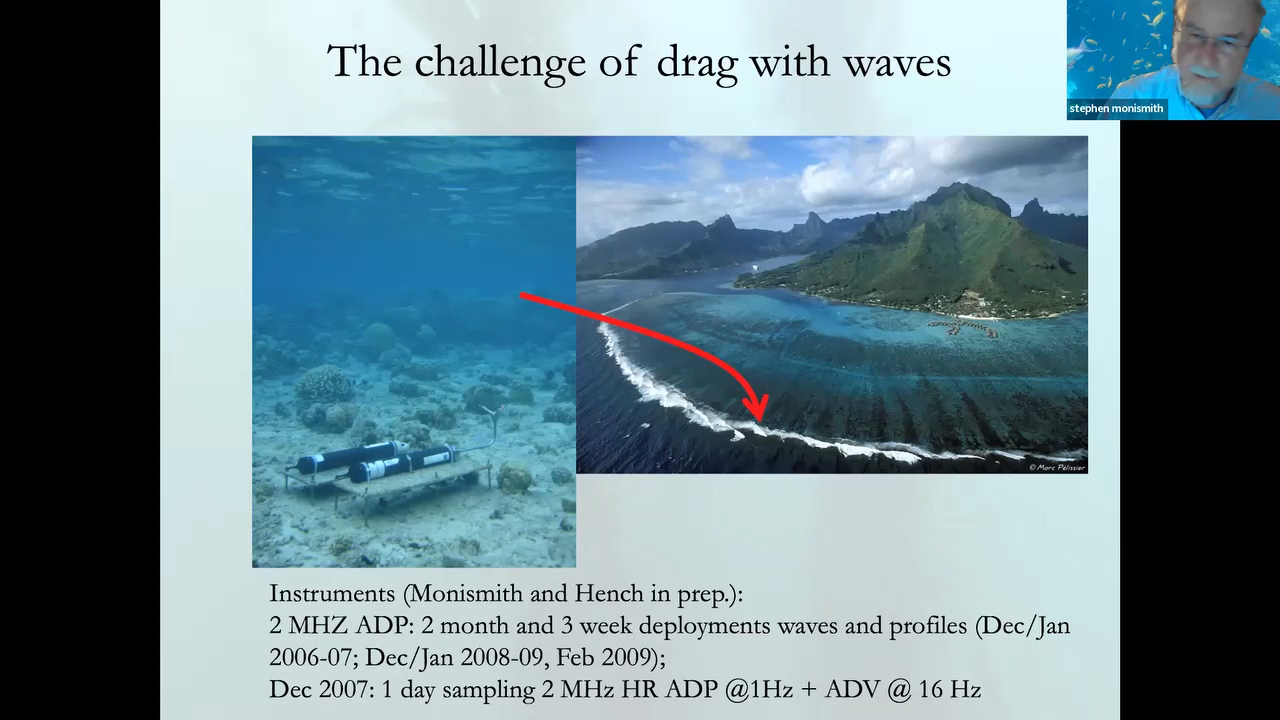 The challenge of drag with waves
stephen monismith
© Marc Pélissier
Instruments (Monismith and Hench in prep.):
2 MHZ ADP: 2 month and 3 week deployments waves and profiles (Dec/Jan
2006-07; Dec/Jan 2008-09, Feb 2009);
Dec 2007: 1 day sampling 2 MHz HR ADP @1Hz + ADV @ 16 Hz